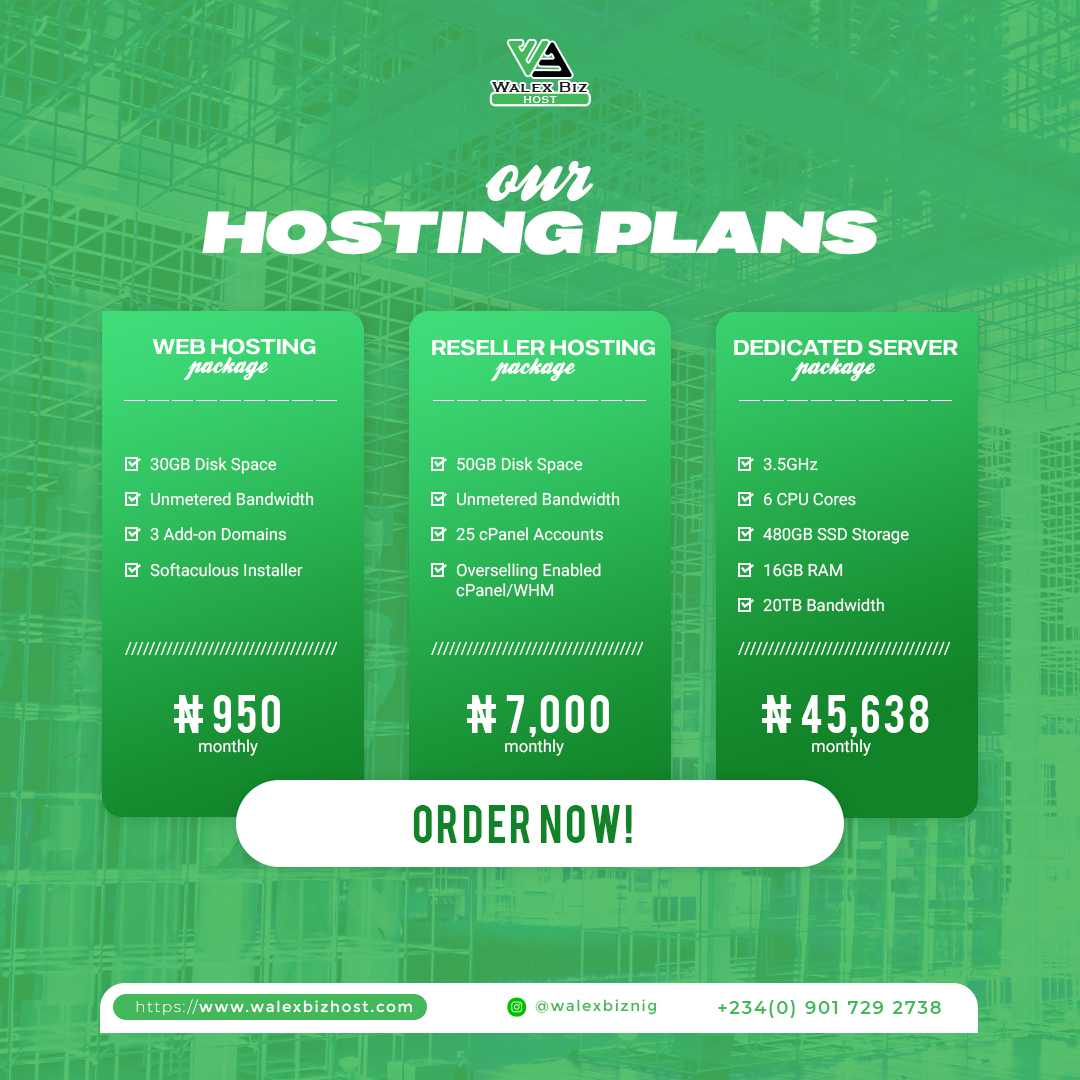 WALEX BIZ
HOST
our
HOSTING PLANS
WEB HOSTING
package
30GB Disk Space
Unmetered Bandwidth
3 Add-on Domains
Softaculous Installer
₦ 950
monthly
RESELLER HOSTING
package
50GB Disk Space
Unmetered Bandwidth
25 cPanel Accounts
Overselling Enabled
cPanel/WHM
₦ 7,000
monthly
DEDICATED SERVER
package
3.5GHz
6 CPU Cores
480GB SSD Storage
16GB RAM
20TB Bandwidth
₦ 45,638
monthly
ORDER NOW!
https://www.walexbizhost.com
@walexbiznig
+234(0) 901 729 2738